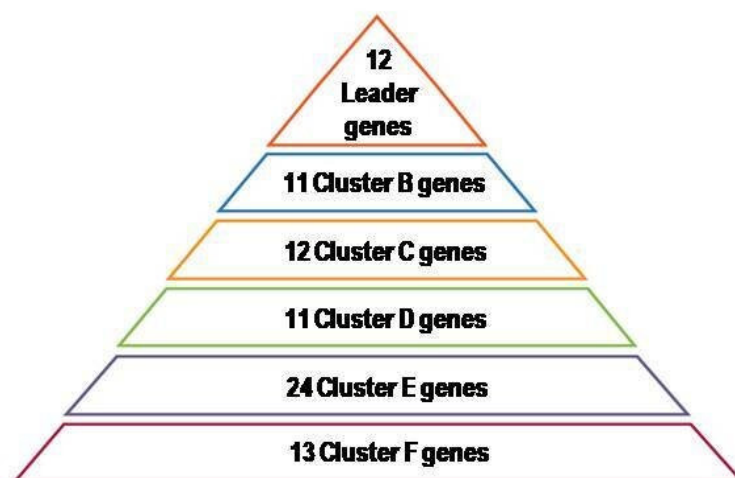 12
Leader
genes
11 Cluster B genes
12 Cluster C genes
11 Cluster D genes
24 Cluster E genes
13 Cluster F genes